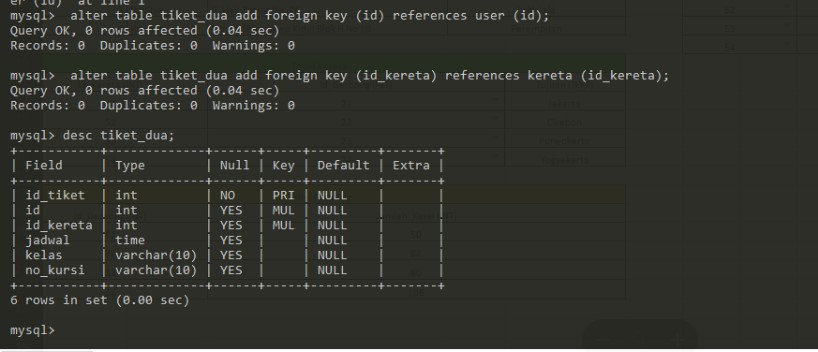 er (id)  at line 1
mysql>  alter table tiket_dua add foreign key (id) references user (id);
Query OK, 0 rows affected (0.04 sec)
Records: 0  Duplicates: 0  Warnings: 0
mysql>  alter table tiket_dua add foreign key (id_kereta) references kereta (id_kereta);
Query OK, 0 rows affected (0.04 sec)
Records: 0  Duplicates: 0  Warnings: 0
mysql> desc tiket_dua;
+-----------+-------------+------+-----+---------+-------+
| Field     | Type        | Null | Key | Default | Extra |
+-----------+-------------+------+-----+---------+-------+
| id_tiket  | int         | NO   | PRI | NULL    |       |
| id        | int         | YES  | MUL | NULL    |       |
| id_kereta | int         | YES  | MUL | NULL    |       |
| jadwal    | time        | YES  |     | NULL    |       |
| kelas     | varchar(10) | YES  |     | NULL    |       |
| no_kursi  | varchar(10) | YES  |     | NULL    |       |
+-----------+-------------+------+-----+---------+-------+
6 rows in set (0.00 sec)
mysql>